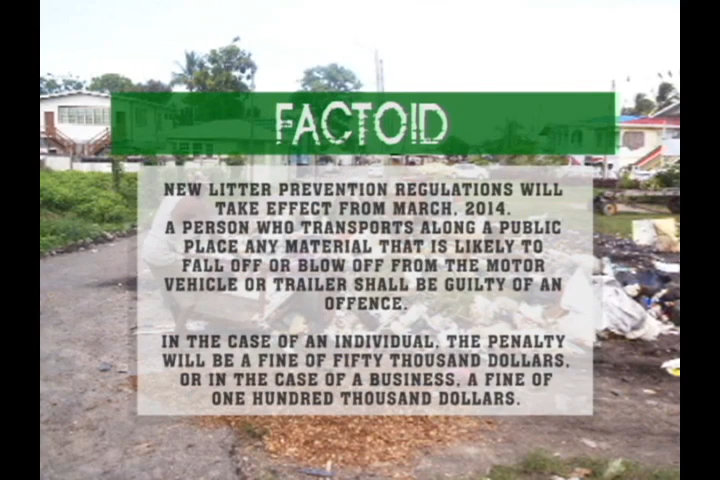 FACTOID
NEW LITTER PREVENTION REGULATIONS WILL
TAKE EFFECT FROM MARCH, 2014.
A PERSON WHO TRANSPORTS ALONG A PUBLIC
PLACE ANY MATERIAL THAT IS LIKELY TO
FALL OFF OR BLOW OFF FROM THE MOTOR
VEHICLE OR TRAILER SHALL BE GUILTY OF AN
OFFENCE.
IN THE CASE OF AN INDIVIDUAL, THE PENALTY
WILL BE A FINE OF FIFTY THOUSAND DOLLARS,
OR IN THE CASE OF A BUSINESS, A FINE OF
ONE HUNDRED THOUSAND DOLLARS.